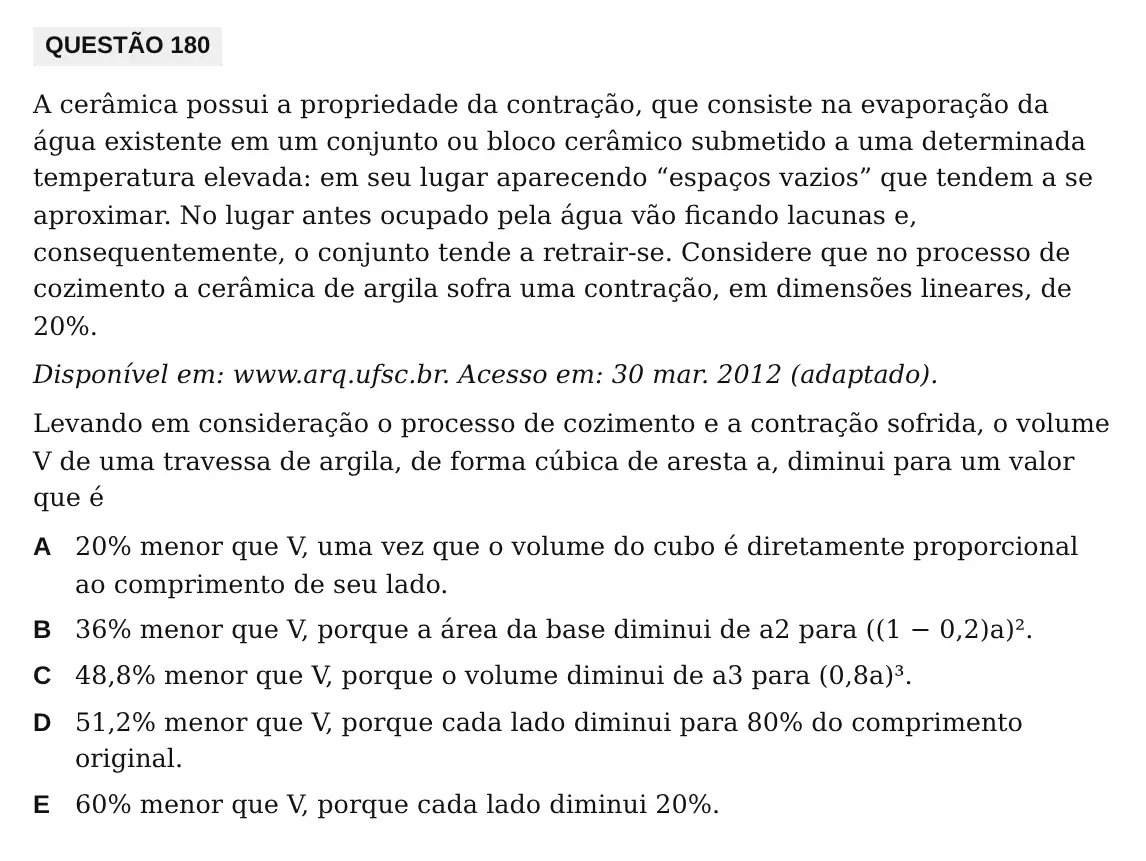 QUESTÃO 180
A cerâmica possui a propriedade da contração, que consiste na evaporação da
água existente em um conjunto ou bloco cerâmico submetido a uma determinada
temperatura elevada: em seu lugar aparecendo “espaços vazios” que tendem a se
aproximar. No lugar antes ocupado pela água vão ficando lacunas e,
consequentemente, o conjunto tende a retrair-se. Considere que no processo de
cozimento a cerâmica de argila sofra uma contração, em dimensões lineares, de
20%.
Disponível em: www.arq.ufsc.br. Acesso em: 30 mar. 2012 (adaptado).
Levando em consideração o processo de cozimento e a contração sofrida, o volume
V de uma travessa de argila, de forma cúbica de aresta a, diminui para um valor
que é
A 20% menor que V, uma vez que o volume do cubo é diretamente proporcional
ao comprimento de seu lado.
B 36% menor que V, porque a área da base diminui de a2 para ((1 − 0,2)a)².
C 48,8% menor que V, porque o volume diminui de a3 para (0,8a)³.
D 51,2% menor que V, porque cada lado diminui para 80% do comprimento
original.
E 60% menor que V, porque cada lado diminui 20%.